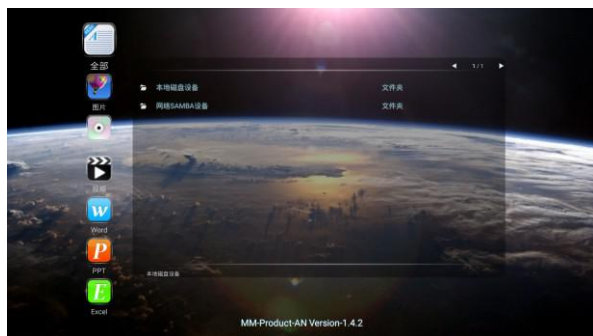 全部
1/1
图片
本地磁盘设备 文件夹
网络SAMBA设备 文件夹
视频
W
Word
P
PPT
本地磁盘设备
E
Excel
MM-Product-AN Version-1.4.2